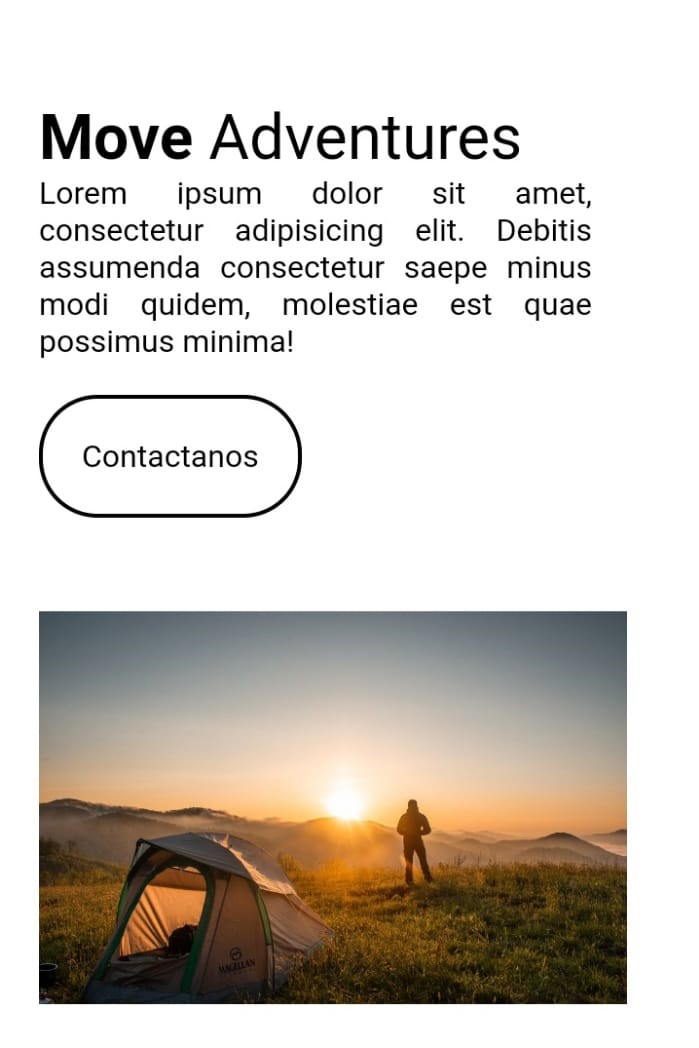 Move Adventures
Lorem ipsum dolor sit amet,
consectetur adipisicing elit. Debitis
assumenda consectetur saepe minus
modi quidem, molestiae est quae
possimus minima!
Contactanos
MAGELLAN